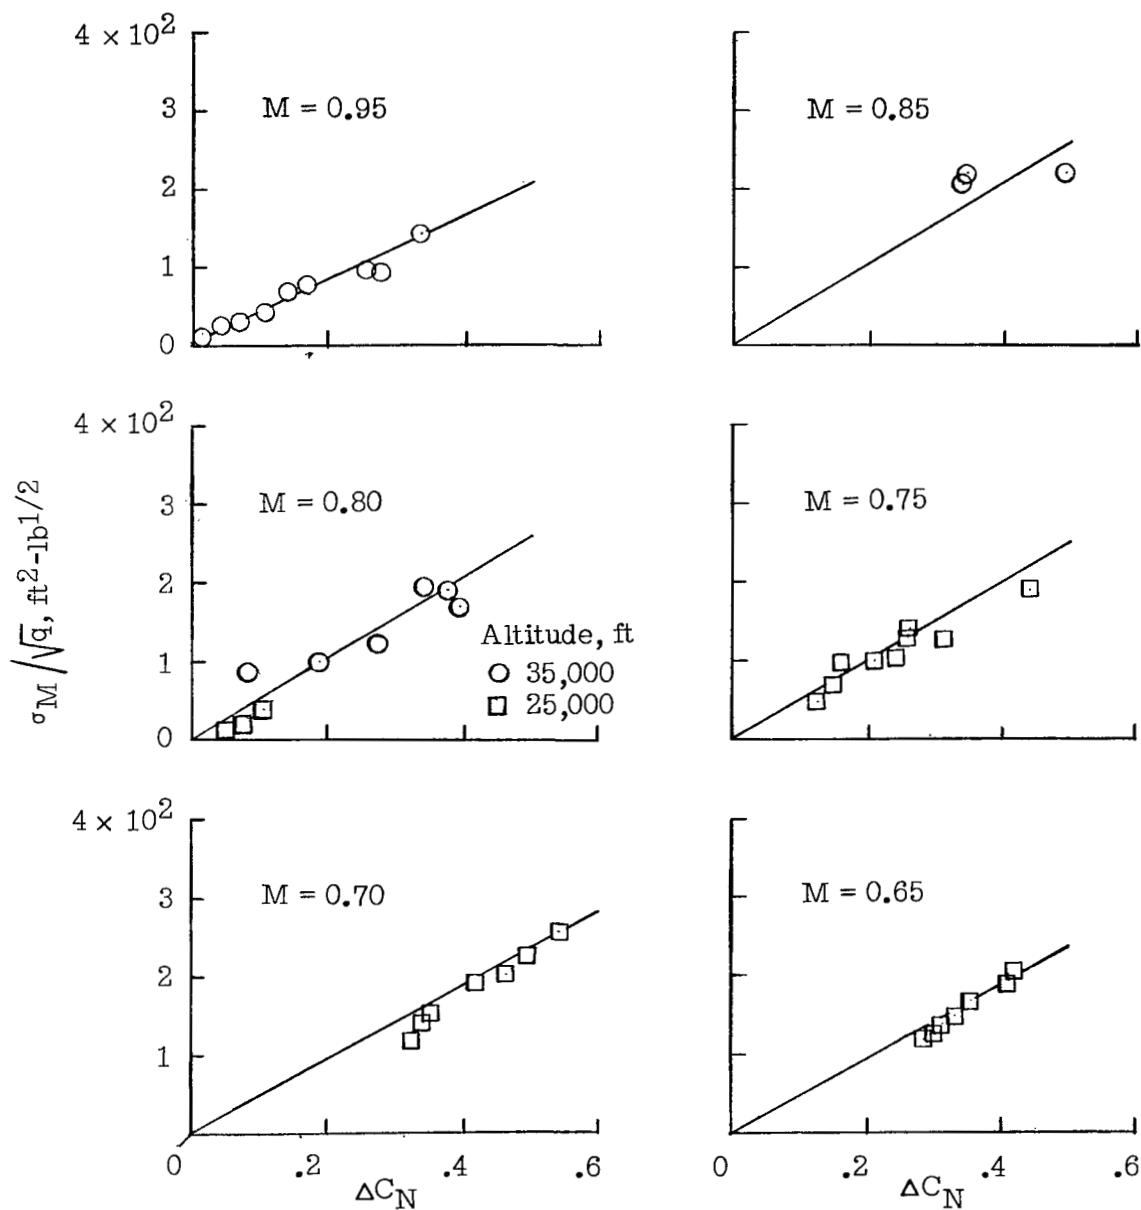 4 × 10²
3
2
1
0
M = 0.95
M = 0.85
4 × 10²
3
2
1
0
M = 0.80
M = 0.75
σM/√q, ft²-lb1/2
Altitude, ft
35,000
25,000
4 × 10²
3
2
1
M = 0.70
M = 0.65
0 .2 .4 .6
ΔCN
0 .2 .4 .6
ΔCN